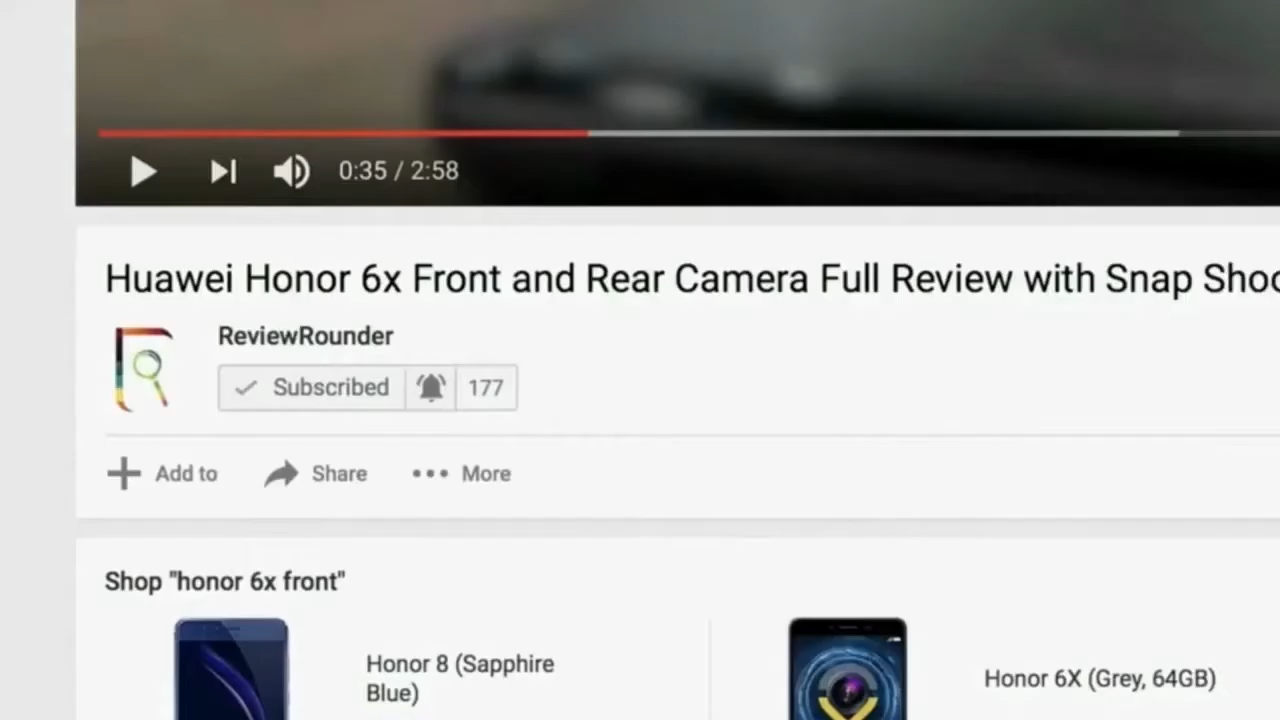 0:35 / 2:58
Huawei Honor 6x Front and Rear Camera Full Review with Snap Shoo
ReviewRounder
Subscribed 177
Add to Share More
Shop "honor 6x front"
Honor 8 (Sapphire
Blue)
Honor 6X (Grey, 64GB)